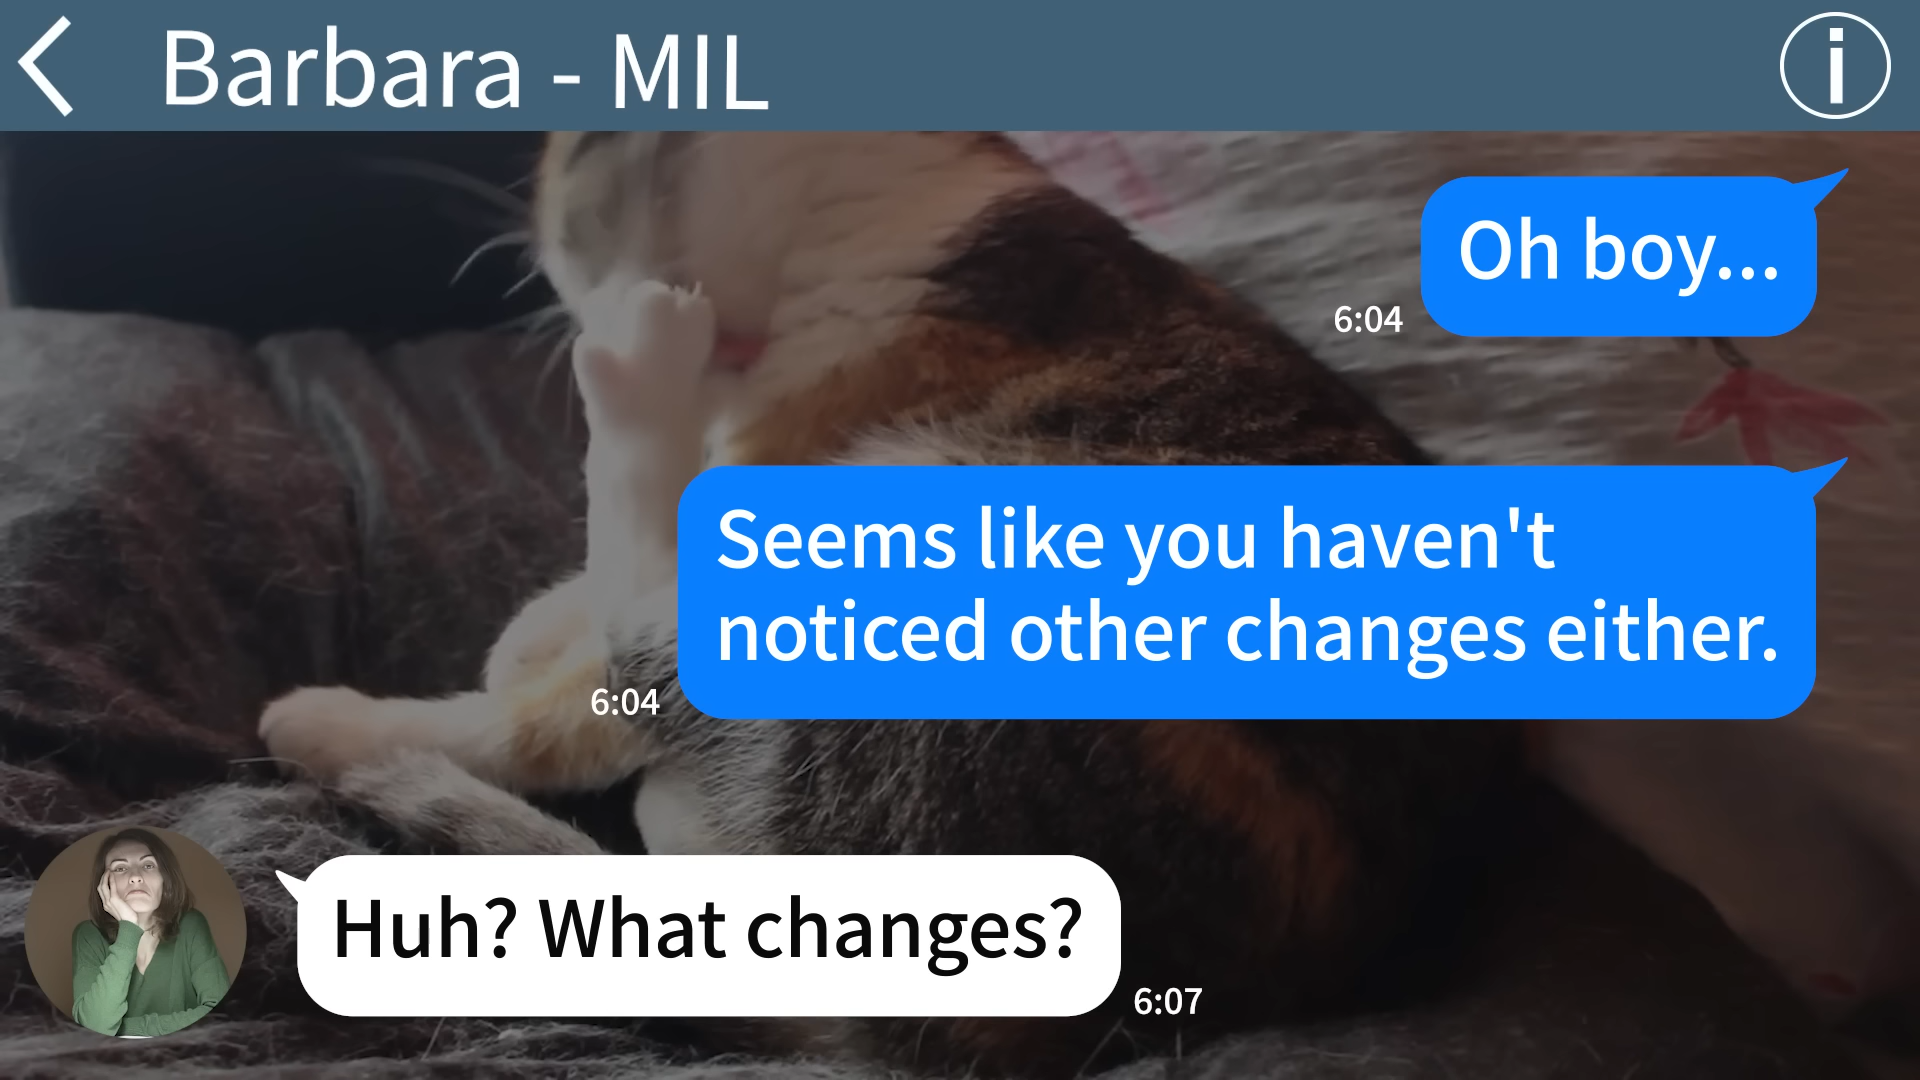 Barbara - MIL
Oh boy...
6:04
Seems like you haven't
noticed other changes either.
6:04
Huh? What changes?
6:07